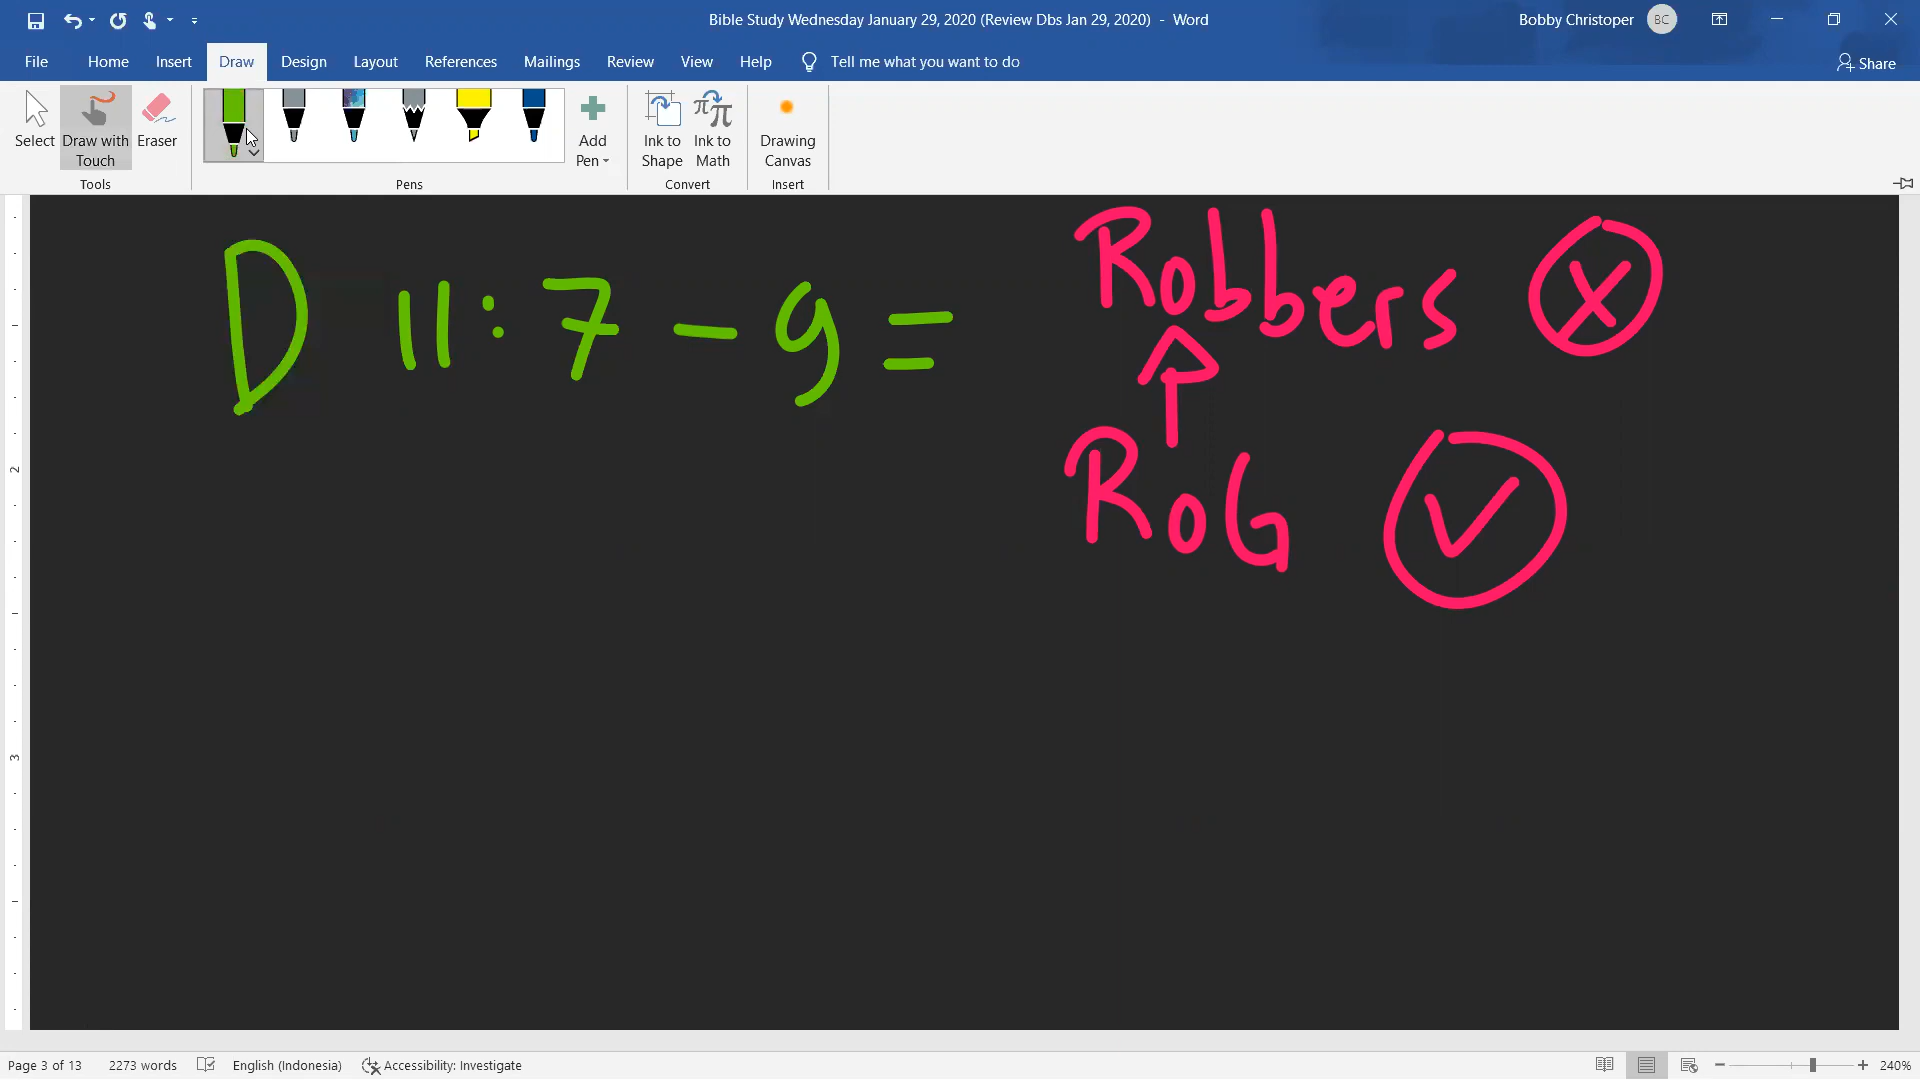 Bible Study Wednesday January 29, 2020 (Review Dbs Jan 29, 2020) - Word
Bobby Christoper BC
File Home Insert Draw Design Layout References Mailings Review View Help Tell me what you want to do Share
Select Draw with Touch Eraser Add Pen Ink to Shape Ink to Math Drawing Canvas
Tools Pens Convert Insert
D 11:7-9= Robbers X
RoG
2
3
Page 3 of 13 2273 words English (Indonesia) Accessibility: Investigate 240%